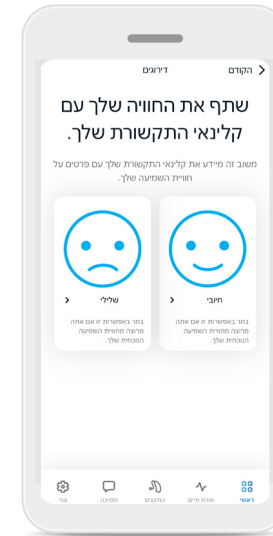 הקודם
דירוגים
שתף את החוויה שלך עם
קלינאי התקשורת שלך.
משוב זה מיידע את קלינאי התקשורת שלך עם פרטים על
חוויית השמיעה שלך.
חיובי
בחר באפשרות זו אם אתה
מרוצה מחוויית השמיעה
הנוכחית שלך.
שלילי
בחר באפשרות זו אם אתה
מרוצה מחוויית השמיעה
הנוכחית שלך.
ראשי
אורח חיים
התקנים
תמיכה
עוד